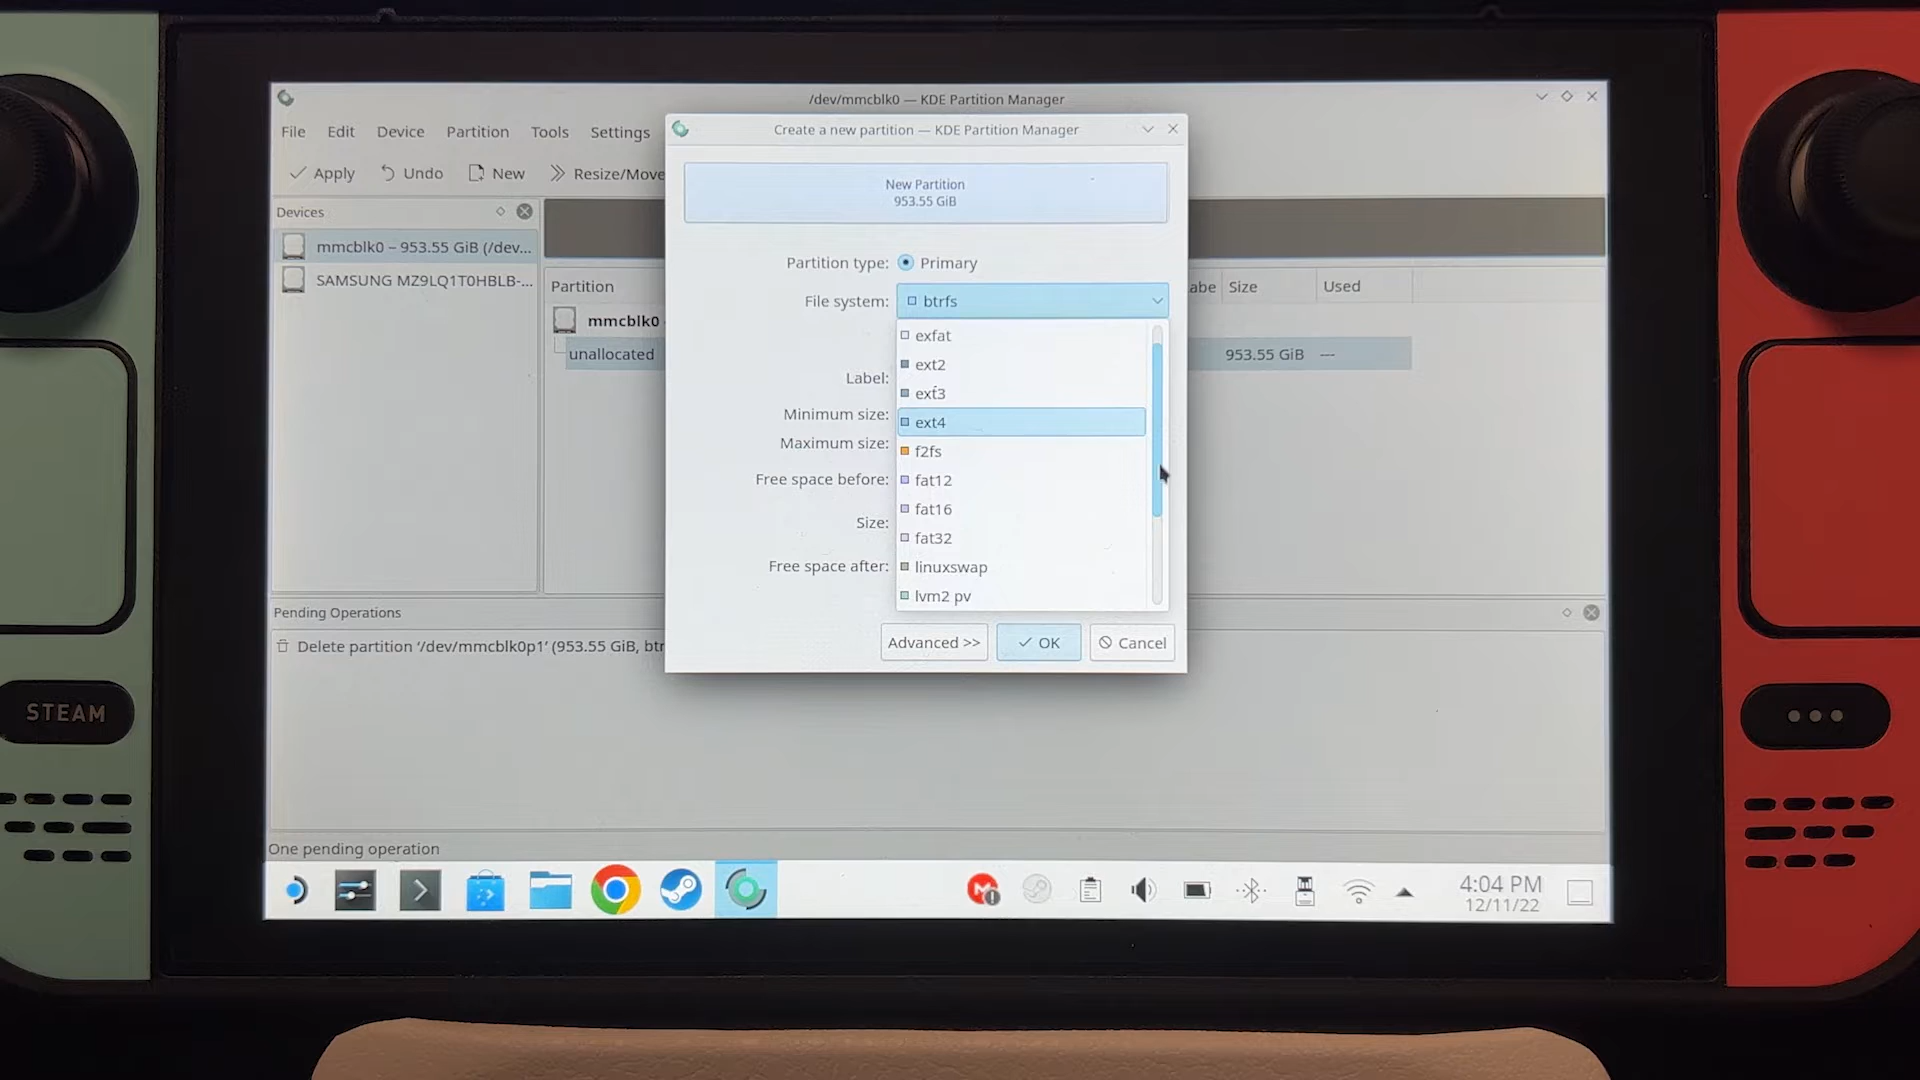 /dev/mmcblk0 — KDE Partition Manager
File Edit Device Partition Tools Settings
Apply Undo New Resize/Move
Devices
mmcblk0 – 953.55 GiB (/dev...
SAMSUNG MZ9LQ1T0HBLB-...
Partition
abe Size Used
mmcblk0
unallocated
953.55 GiB ---
Create a new partition — KDE Partition Manager
New Partition
953.55 GiB
Partition type: Primary
File system: btrfs
exfat
ext2
ext3
ext4
f2fs
fat12
fat16
fat32
linuxswap
lvm2 pv
Label:
Minimum size:
Maximum size:
Free space before:
Size:
Free space after:
Advanced >> OK Cancel
Pending Operations
Delete partition ‘/dev/mmcblk0p1’ (953.55 GiB, btr
One pending operation
4:04 PM
12/11/22
STEAM